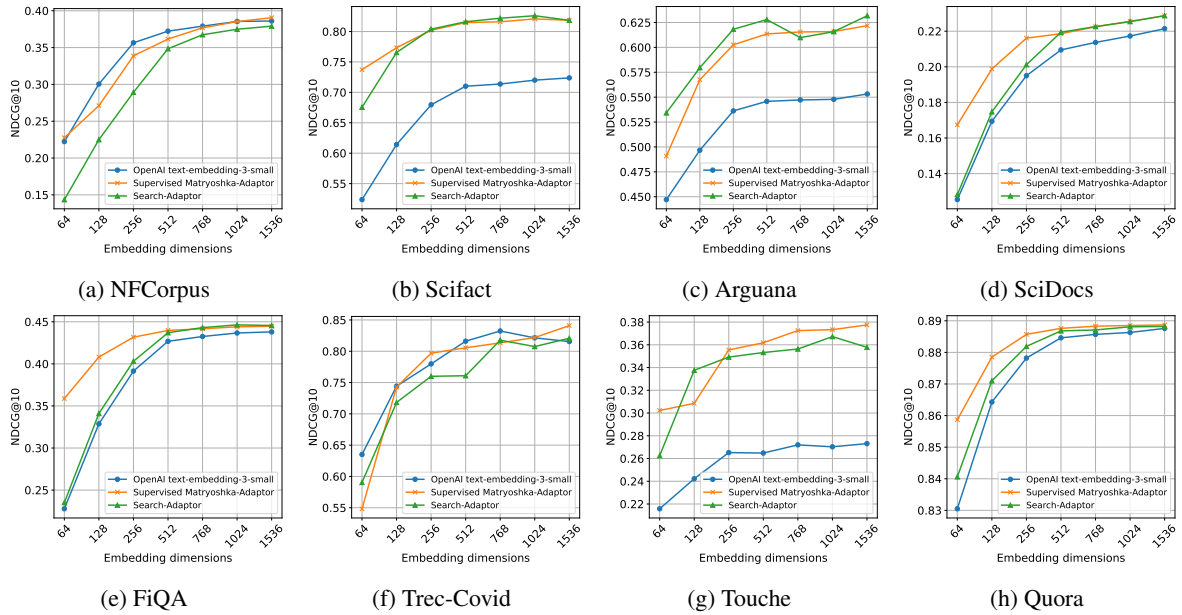 0.40
0.35
0.30
0.25
0.20
0.15
NDCG@10
OpenAI text-embedding-3-small
Supervised Matryoshka-Adaptor
Search-Adaptor
64 128 256 512 768 1024 1536
Embedding dimensions
(a) NFCorpus
0.80
0.75
0.70
0.65
0.60
0.55
NDCG@10
OpenAI text-embedding-3-small
Supervised Matryoshka-Adaptor
Search-Adaptor
64 128 256 512 768 1024 1536
Embedding dimensions
(b) Scifact
0.625
0.600
0.575
0.550
0.525
0.500
0.475
0.450
NDCG@10
OpenAI text-embedding-3-small
Supervised Matryoshka-Adaptor
Search-Adaptor
64 128 256 512 768 1024 1536
Embedding dimensions
(c) Arguana
0.22
0.20
0.18
0.16
0.14
NDCG@10
OpenAI text-embedding-3-small
Supervised Matryoshka-Adaptor
Search-Adaptor
64 128 256 512 768 1024 1536
Embedding dimensions
(d) SciDocs
0.45
0.40
0.35
0.30
0.25
NDCG@10
OpenAI text-embedding-3-small
Supervised Matryoshka-Adaptor
Search-Adaptor
64 128 256 512 768 1024 1536
Embedding dimensions
(e) FiQA
0.85
0.80
0.75
0.70
0.65
0.60
0.55
NDCG@10
OpenAI text-embedding-3-small
Supervised Matryoshka-Adaptor
Search-Adaptor
64 128 256 512 768 1024 1536
Embedding dimensions
(f) Trec-Covid
0.38
0.36
0.34
0.32
0.30
0.28
0.26
0.24
0.22
NDCG@10
OpenAI text-embedding-3-small
Supervised Matryoshka-Adaptor
Search-Adaptor
64 128 256 512 768 1024 1536
Embedding dimensions
(g) Touche
0.89
0.88
0.87
0.86
0.85
0.84
0.83
NDCG@10
OpenAI text-embedding-3-small
Supervised Matryoshka-Adaptor
Search-Adaptor
64 128 256 512 768 1024 1536
Embedding dimensions
(h) Quora